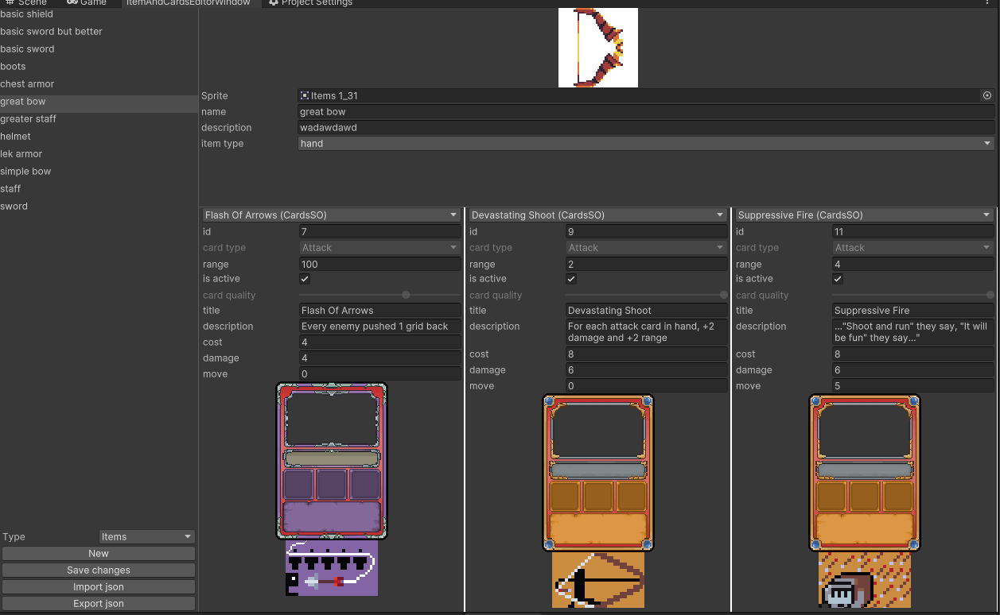 Scene Game ItemAndCardsEditorWindow Project Settings
basic shield
basic sword but better
basic sword
boots
chest armor
great bow
greater staff
helmet
lek armor
simple bow
staff
sword
Type Items
New
Save changes
Import json
Export json
Sprite Items 1_31
name great bow
description wadawdawd
item type hand
Flash Of Arrows (CardsSO)
id 7
card type Attack
range 100
is active
card quality
title Flash Of Arrows
description Every enemy pushed 1 grid back
cost 4
damage 4
move 0
Devastating Shoot (CardsSO)
id 9
card type Attack
range 2
is active
card quality
title Devastating Shoot
description For each attack card in hand, +2
damage and +2 range
cost 8
damage 6
move 0
Suppressive Fire (CardsSO)
id 11
card type Attack
range 4
is active
card quality
title Suppressive Fire
description ..."Shoot and run" they say, "It will
be fun" they say..."
cost 8
damage 6
move 5